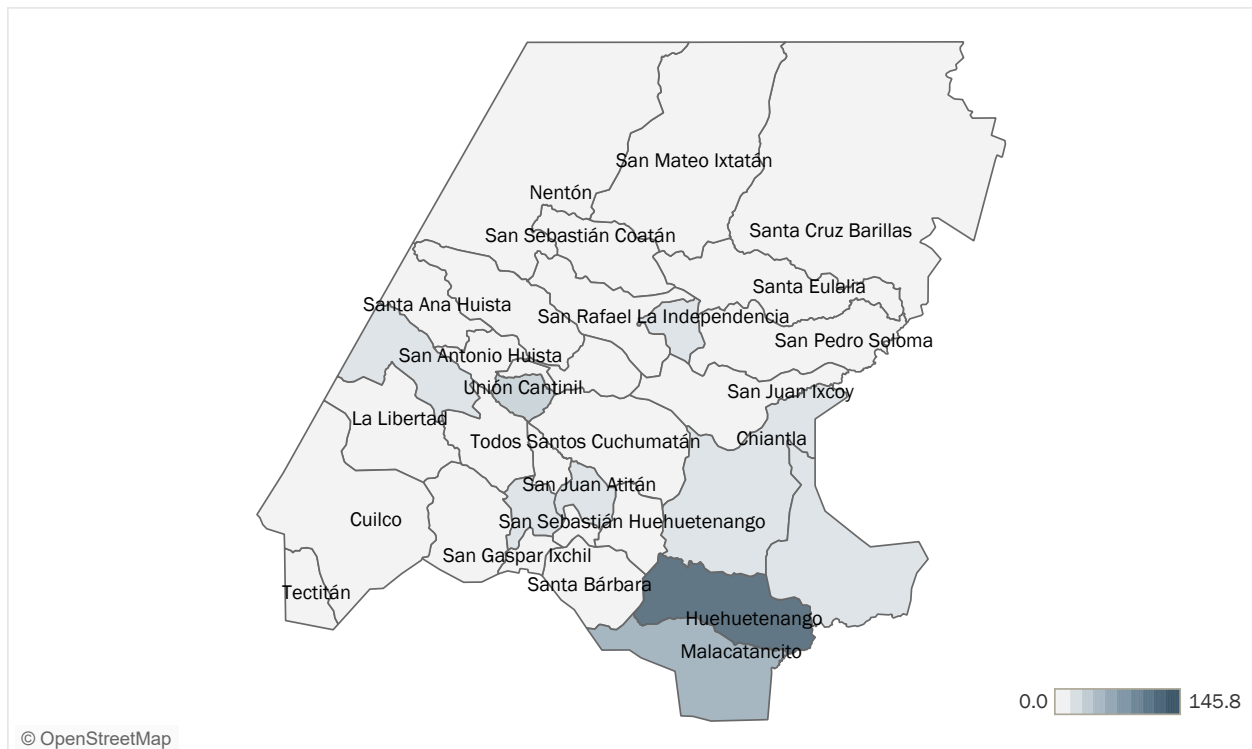 San Mateo Ixtatán
Nentón
Santa Cruz Barillas
San Sebastián Coatán
Santa Eulalia
Santa Ana Huista
San Rafael La Independencia
San Pedro Soloma
San Antonio Huista
Unión Cantinil
San Juan Ixcoy
La Libertad
Todos Santos Cuchumatán
Chiantla
San Juan Atitán
Cuilco
San Sebastián Huehuetenango
San Gaspar Ixchil
Santa Bárbara
Tectitán
Huehuetenango
Malacatancito
0.0
145.8
© OpenStreetMap